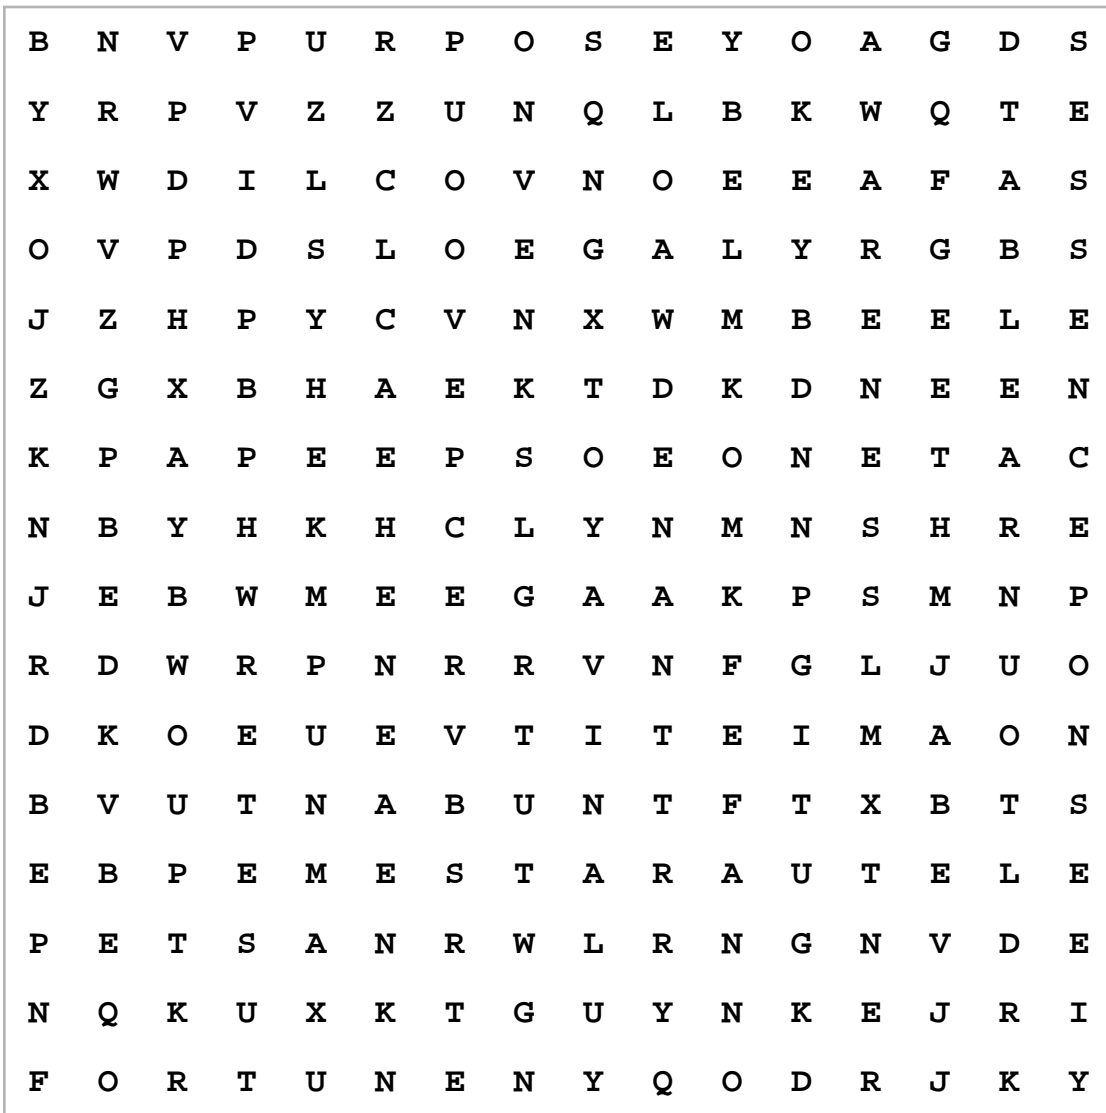 B N V P U R P O S E Y O A G D S
Y R P V Z Z U N Q L B K W Q T E
X W D I L C O V N O E E A F A S
O V P D S L O E G A L Y R G B S
J Z H P Y C V N X W M B E E L E
Z G X B H A E K T D K D N E E N
K P A P E E P S O E O N E T A C
N B Y H K H C L Y N M N S H R E
J E B W M E E G A A K P S M N P
R D W R P N R R V N F G L J U O
D K O E U E V T I T E I M A O N
B V U T N A B U N T F T X B T S
E B P E M E S T A R A U T E L E
P E T S A N R W L R N G N V D E
N Q K U X K T G U Y N K E J R I
F O R T U N E N Y Q O D R J K Y